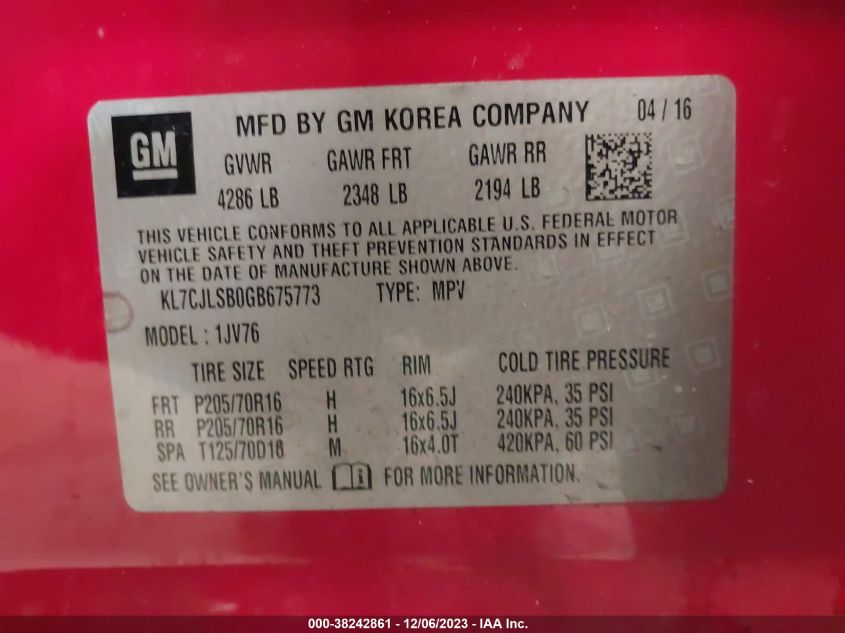 GM
MFD BY GM KOREA COMPANY 04 / 16
GVWR GAWR FRT GAWR RR
4286 LB 2348 LB 2194 LB
THIS VEHICLE CONFORMS TO ALL APPLICABLE U.S. FEDERAL MOTOR
VEHICLE SAFETY AND THEFT PREVENTION STANDARDS IN EFFECT
ON THE DATE OF MANUFACTURE SHOWN ABOVE.
KL7CJLSB0GB675773 TYPE: MPV
MODEL : 1JV76
TIRE SIZE SPEED RTG RIM COLD TIRE PRESSURE
FRT P205/70R16 H 16x6.5J 240KPA, 35 PSI
RR P205/70R16 H 16x6.5J 240KPA, 35 PSI
SPA T125/70D16 M 16x4.0T 420KPA, 60 PSI
SEE OWNER'S MANUAL i FOR MORE INFORMATION.
000-38242861 - 12/06/2023 - IAA Inc.